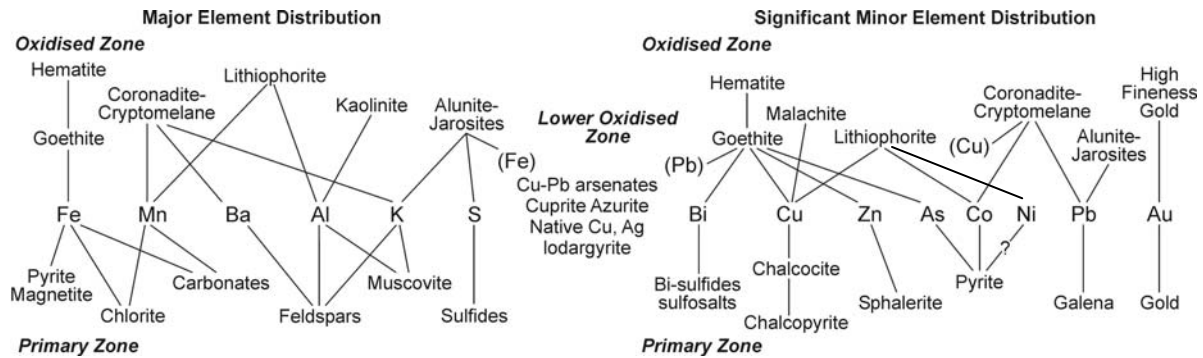 Major Element Distribution
Oxidised Zone
Hematite
Lithiophorite
Coronadite-
Cryptomelane
Kaolinite
Alunite-
Jarosites
Goethite
(Fe)
Fe Mn Ba Al K S
Pyrite
Magnetite
Carbonates
Muscovite
Chlorite
Feldspars
Sulfides
Primary Zone
Lower Oxidised
Zone
Cu-Pb arsenates
Cuprite Azurite
Native Cu, Ag
Iodargyrite
Significant Minor Element Distribution
Oxidised Zone
Hematite
Malachite
Coronadite-
Cryptomelane
High
Fineness
Gold
Goethite
Lithiophorite
(Cu)
Alunite-
Jarosites
(Pb)
Bi Cu Zn As Co Ni Pb Au
?
Bi-sulfides
sulfosalts
Chalcocite
Chalcopyrite
Sphalerite
Pyrite
Galena
Gold
Primary Zone